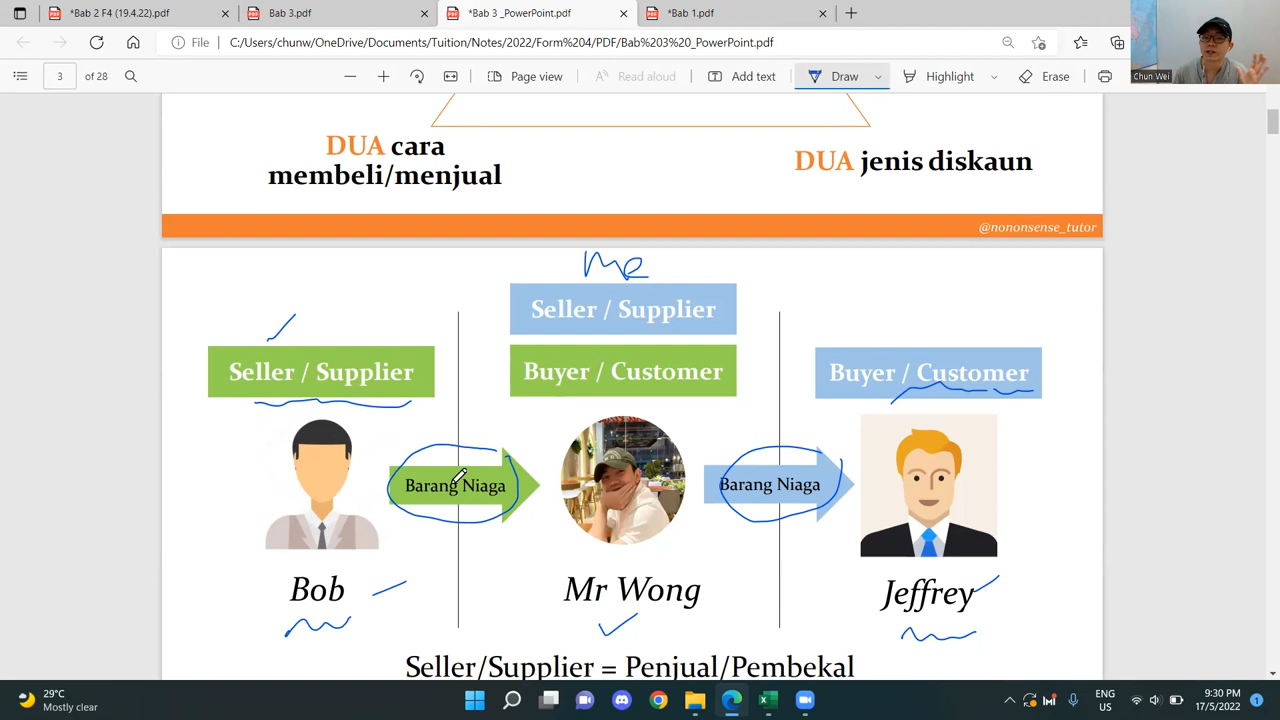 *Bab 2 F4 (19.4.22).pdf
Bab 3.pdf
*Bab 3 _PowerPoint.pdf
*Bab 1.pdf
File
C:/Users/chunw/OneDrive/Documents/Tuition/Notes/2022/Form%204/PDF/Bab%203%20_PowerPoint.pdf
3 of 28
Page view
Read aloud
Add text
Draw
Highlight
Erase
Chun Wei
DUA cara
membeli/menjual
DUA jenis diskaun
@nononsense_tutor
Me
Seller / Supplier
Seller / Supplier
Buyer / Customer
Buyer / Customer
Barang Niaga
Barang Niaga
Bob
Mr Wong
Jeffrey
Seller/Supplier = Penjual/Pembekal
29°C
Mostly clear
ENG
US
9:30 PM
17/5/2022
1